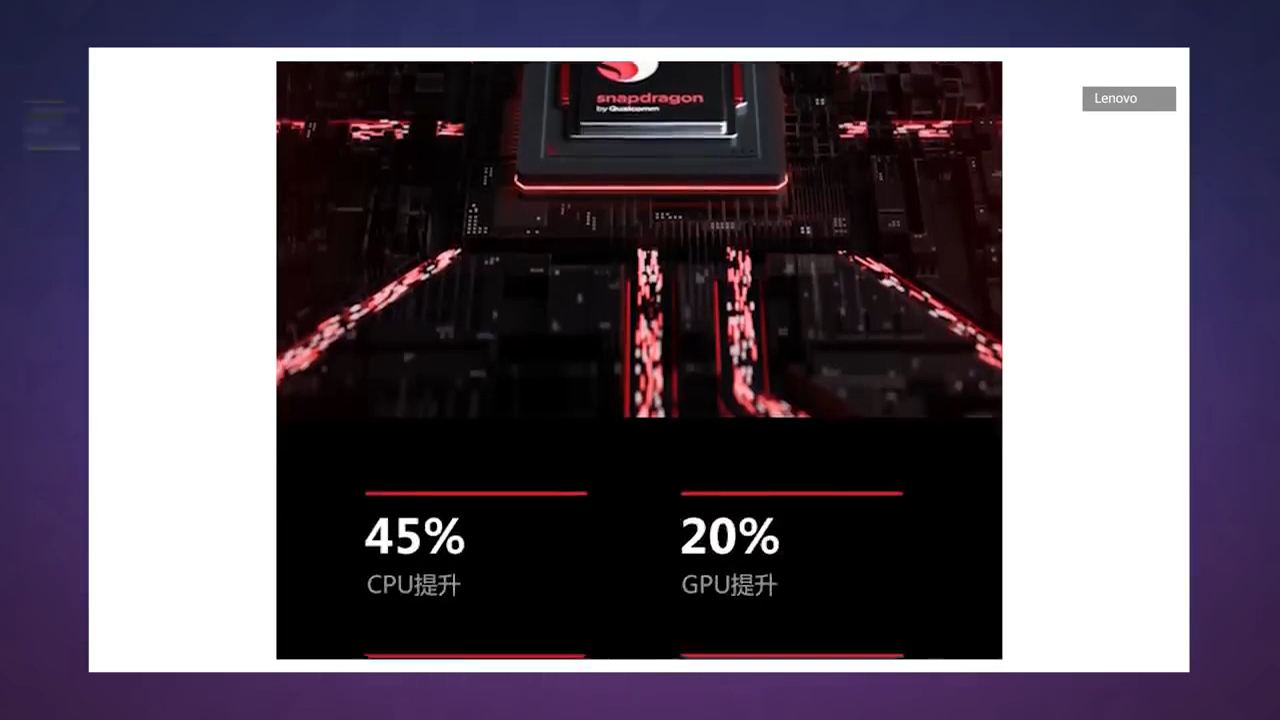 Lenovo
snapdragon
by Qualcomm
45%
CPU提升
20%
GPU提升